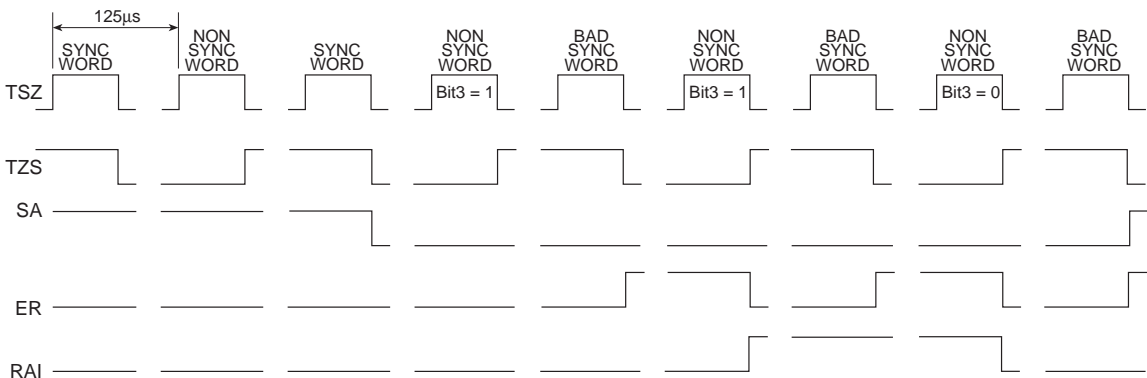 125μs
SYNC
WORD
NON
SYNC
WORD
SYNC
WORD
NON
SYNC
WORD
BAD
SYNC
WORD
NON
SYNC
WORD
BAD
SYNC
WORD
NON
SYNC
WORD
BAD
SYNC
WORD
TSZ
Bit3 = 1
Bit3 = 1
Bit3 = 0
TZS
SA
ER
RAI